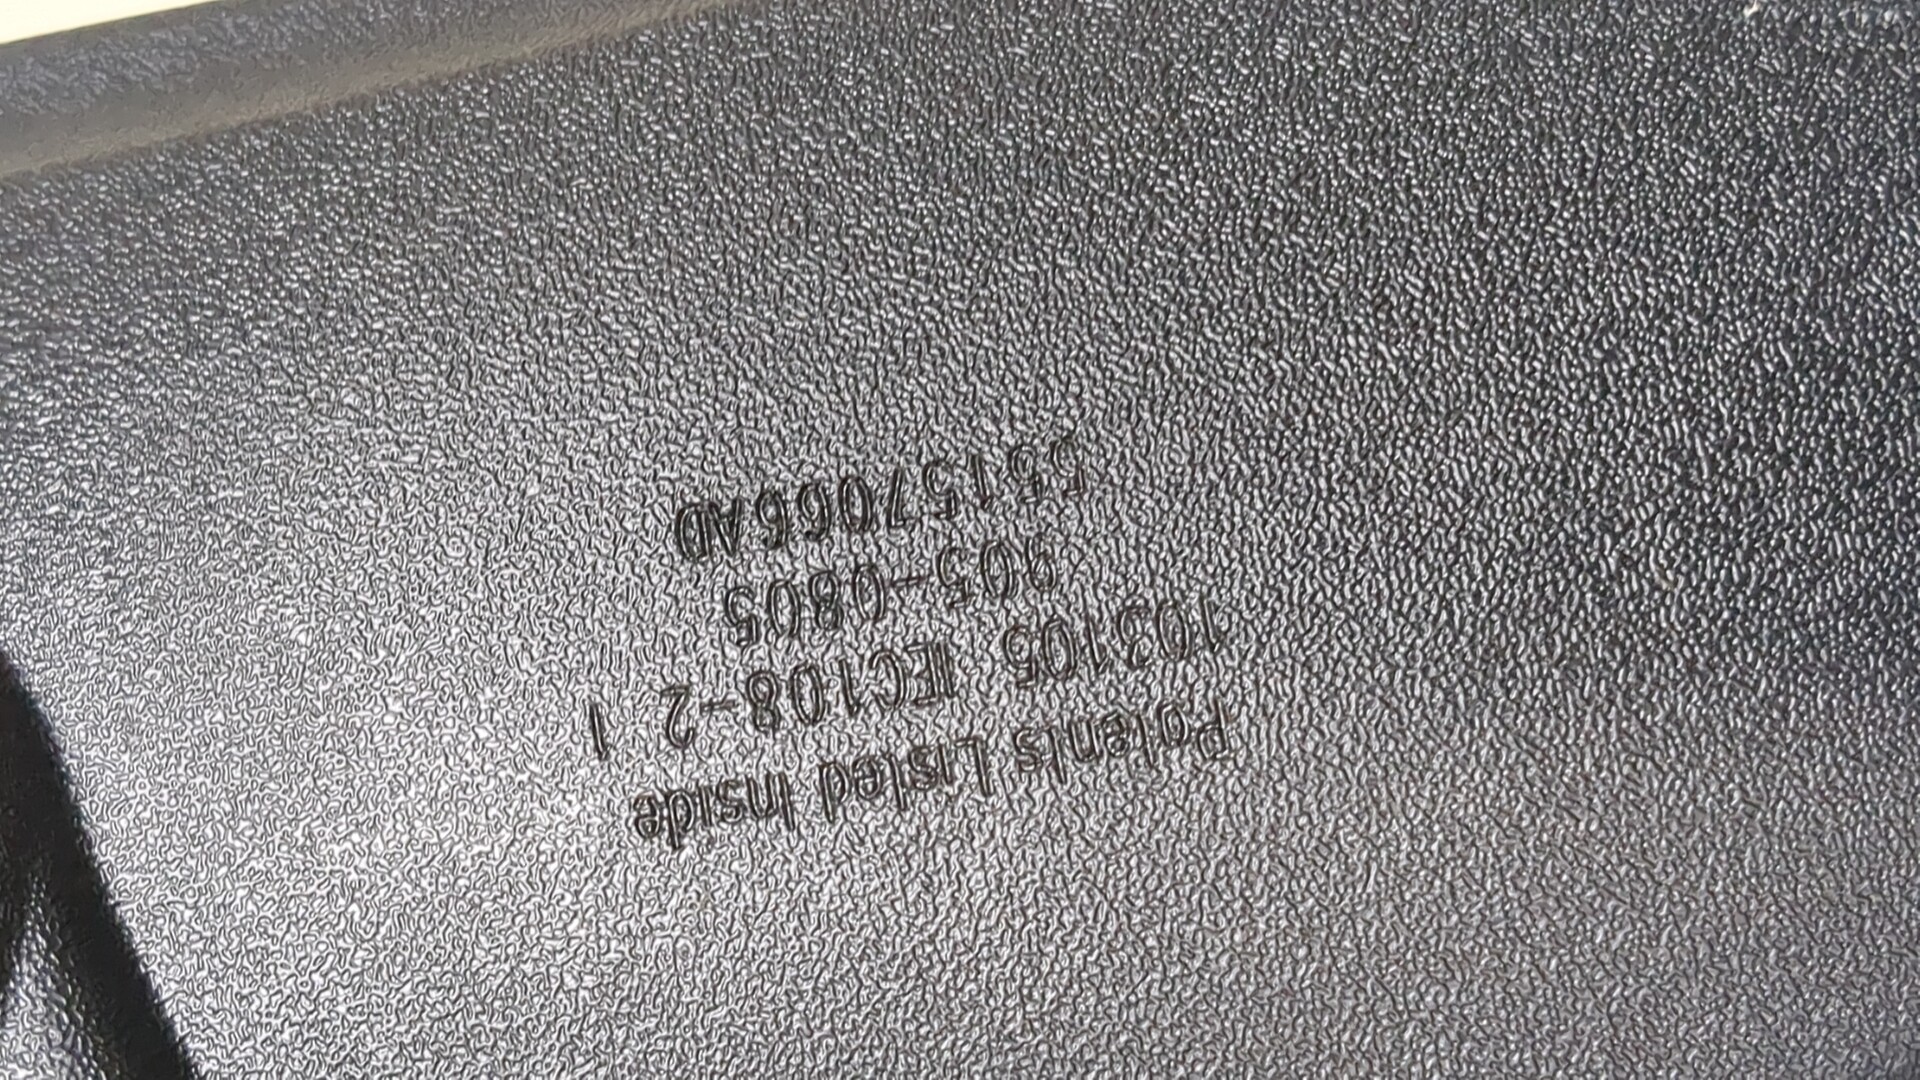 Patents Listed Inside
103105 IEC108-2 1
905-0805
55157066AD